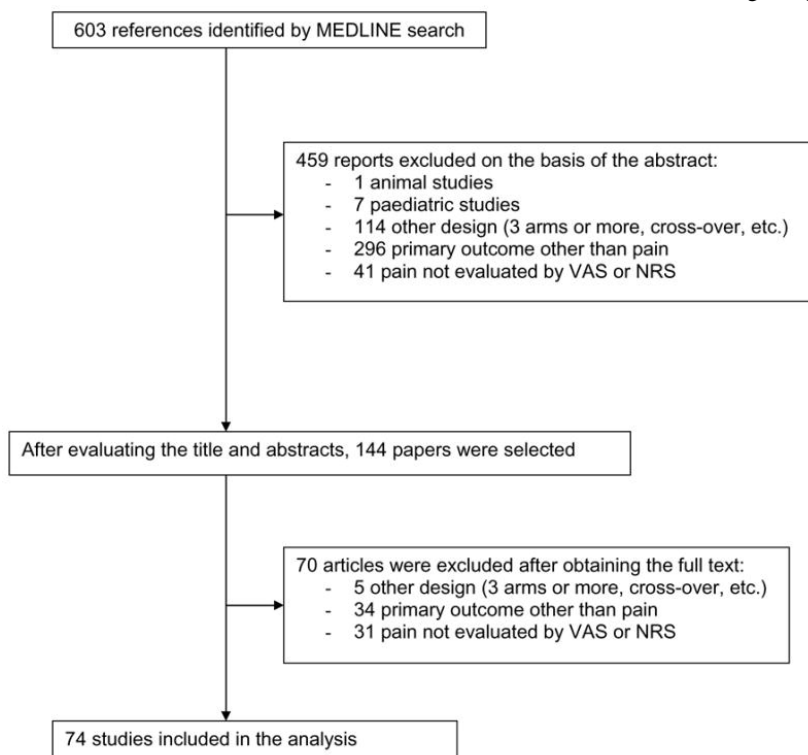 603 references identified by MEDLINE search
459 reports excluded on the basis of the abstract:
- 1 animal studies
- 7 paediatric studies
- 114 other design (3 arms or more, cross-over, etc.)
- 296 primary outcome other than pain
- 41 pain not evaluated by VAS or NRS
After evaluating the title and abstracts, 144 papers were selected
70 articles were excluded after obtaining the full text:
- 5 other design (3 arms or more, cross-over, etc.)
- 34 primary outcome other than pain
- 31 pain not evaluated by VAS or NRS
74 studies included in the analysis